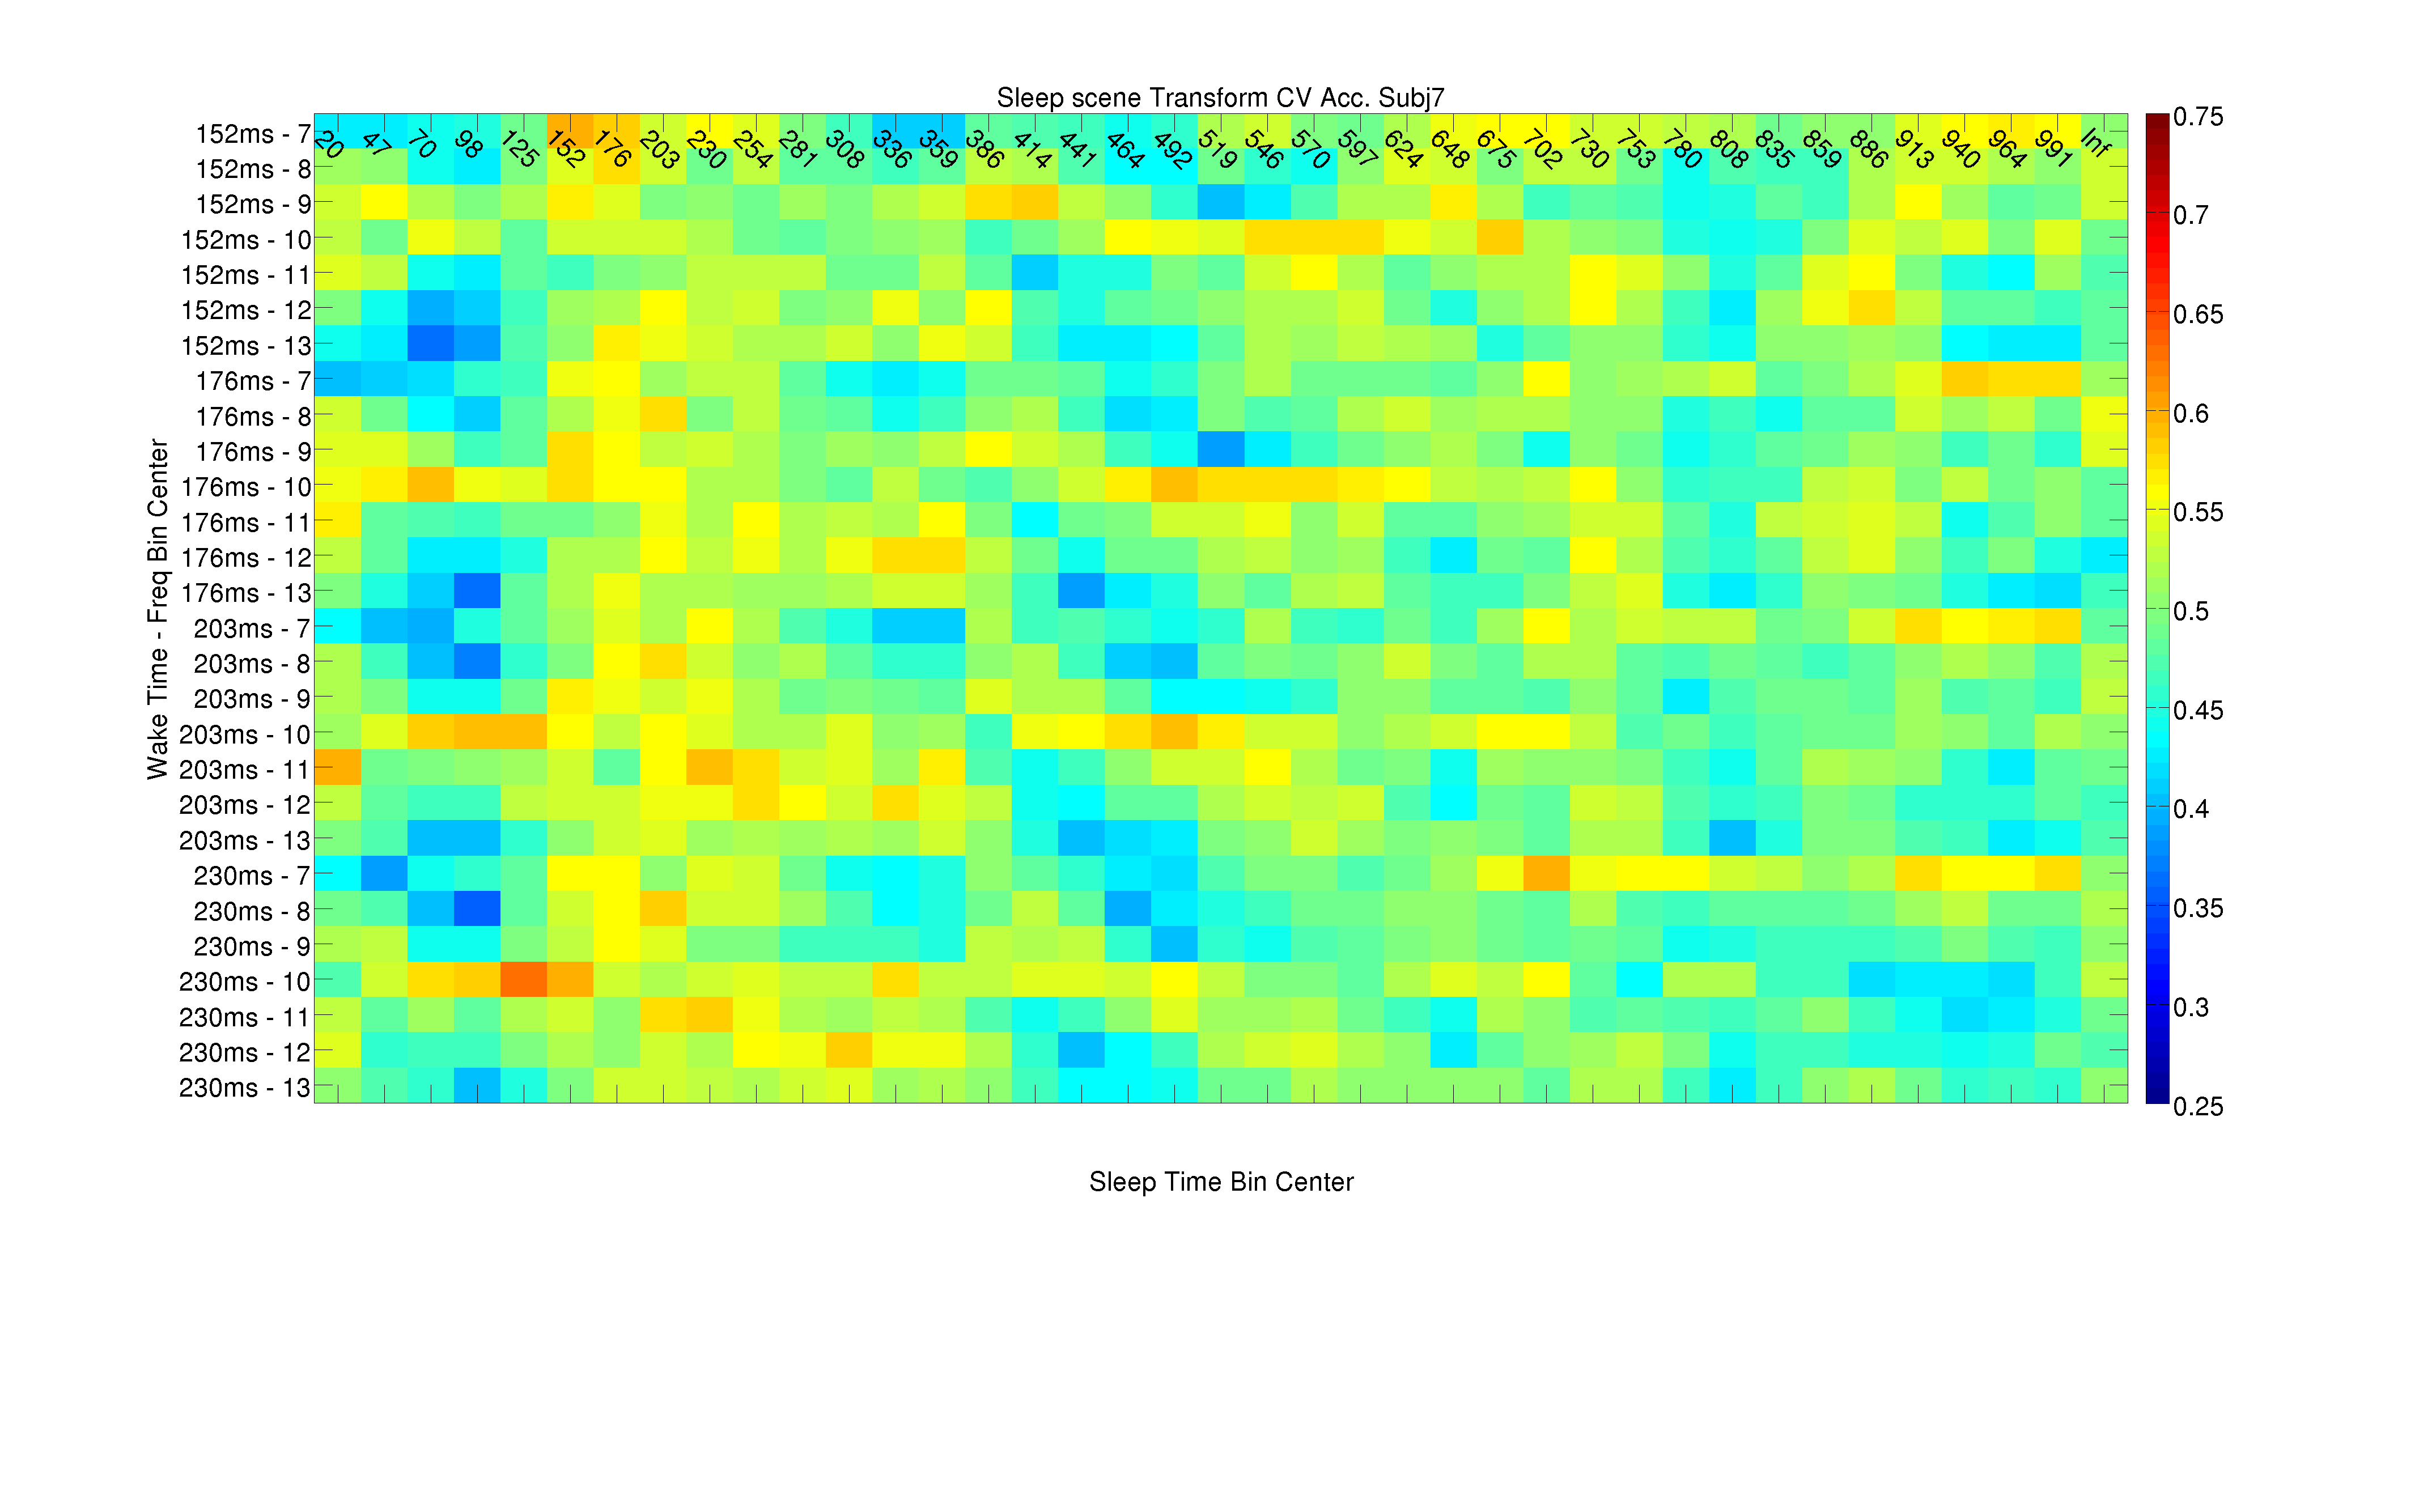 Sleep scene Transform CV Acc. Subj7
20 47 70 98 125 152 176 203 230 254 281 308 336 359 386 414 441 464 492 519 546 570 597 624 648 675 702 730 753 780 808 835 859 886 913 940 964 991 Inf
Wake Time - Freq Bin Center
152ms - 7
152ms - 8
152ms - 9
152ms - 10
152ms - 11
152ms - 12
152ms - 13
176ms - 7
176ms - 8
176ms - 9
176ms - 10
176ms - 11
176ms - 12
176ms - 13
203ms - 7
203ms - 8
203ms - 9
203ms - 10
203ms - 11
203ms - 12
203ms - 13
230ms - 7
230ms - 8
230ms - 9
230ms - 10
230ms - 11
230ms - 12
230ms - 13
0.75
0.7
0.65
0.6
0.55
0.5
0.45
0.4
0.35
0.3
0.25
Sleep Time Bin Center